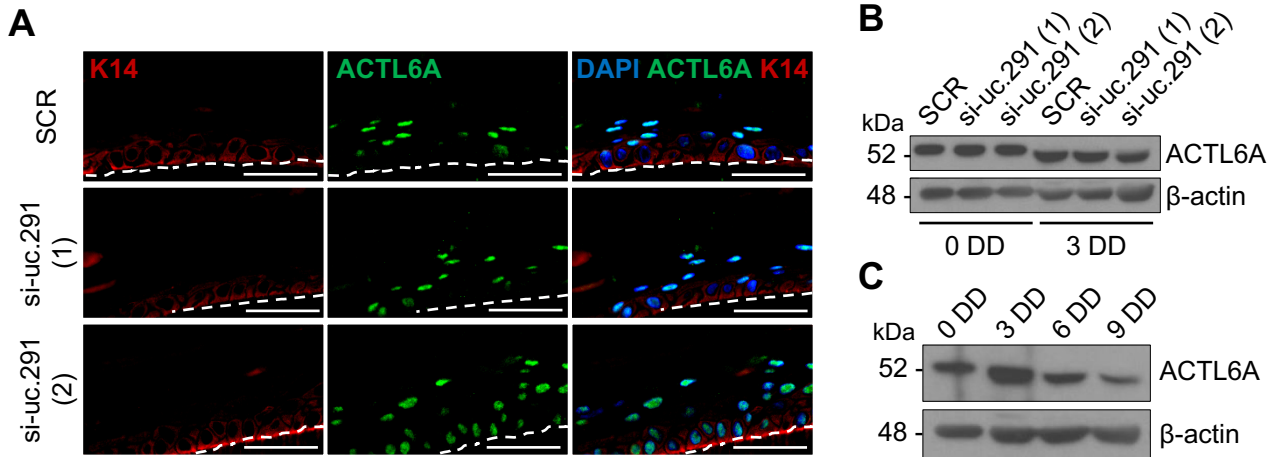 A
K14
ACTL6A
DAPI ACTL6A K14
SCR
si-uc.291
(1)
si-uc.291
(2)
B
SCR
si-uc.291 (1)
si-uc.291 (2)
SCR
si-uc.291 (1)
si-uc.291 (2)
kDa
52
ACTL6A
48
β-actin
0 DD
3 DD
C
0 DD
3 DD
6 DD
9 DD
kDa
52
ACTL6A
48
β-actin